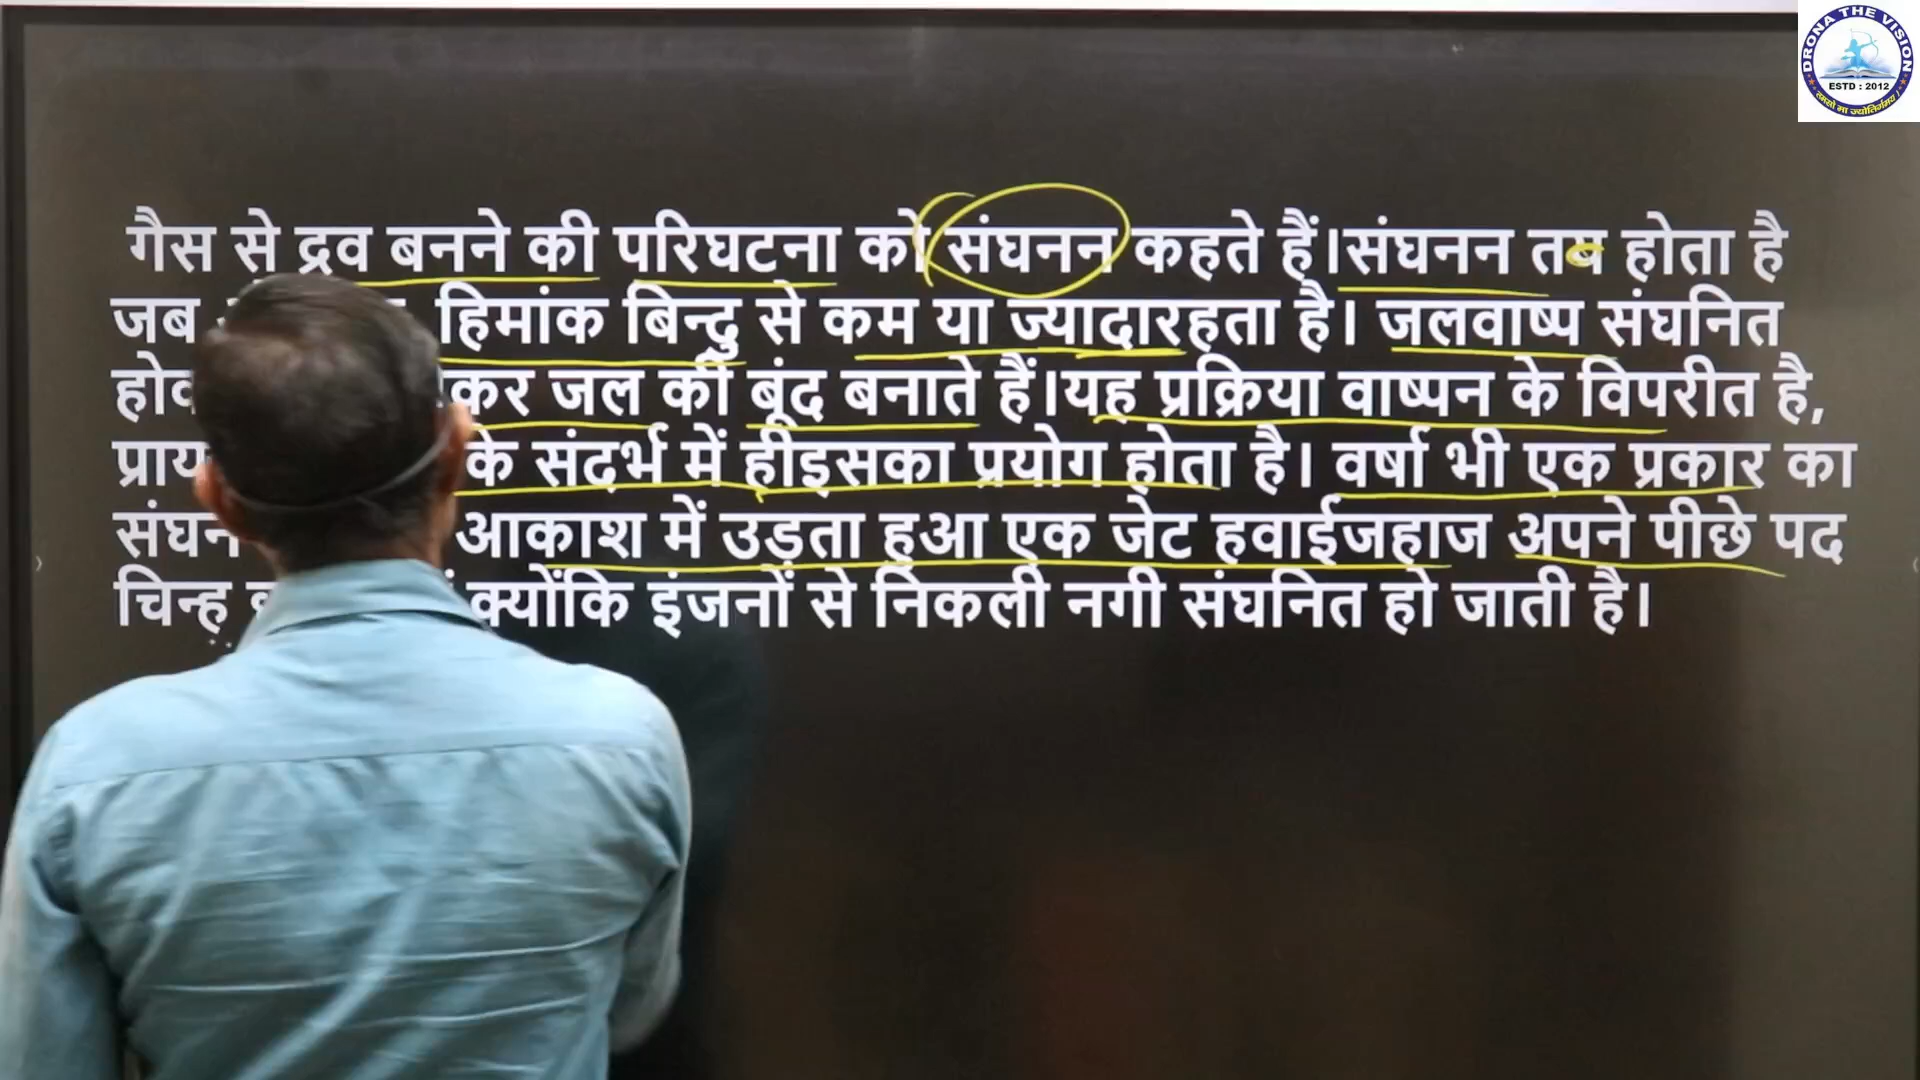 DRONA THE VISION
ESTD : 2012
तमसो मा ज्योतिर्गमय
गैस से द्रव बनने की परिघटना को संघनन कहते हैं।संघनन तब होता है
जब हिमांक बिन्दु से कम या ज्यादारहता है। जलवाष्प संघनित
जल की बूंद बनाते हैं।यह प्रक्रिया वाष्पन के विपरीत है,
के संदर्भ में हीइसका प्रयोग होता है। वर्षा भी एक प्रकार का
आकाश में उड़ता हुआ एक जेट हवाईजहाज अपने पीछे पद
चिन्ह क्योंकि इंजनों से निकली नगी संघनित हो जाती है।